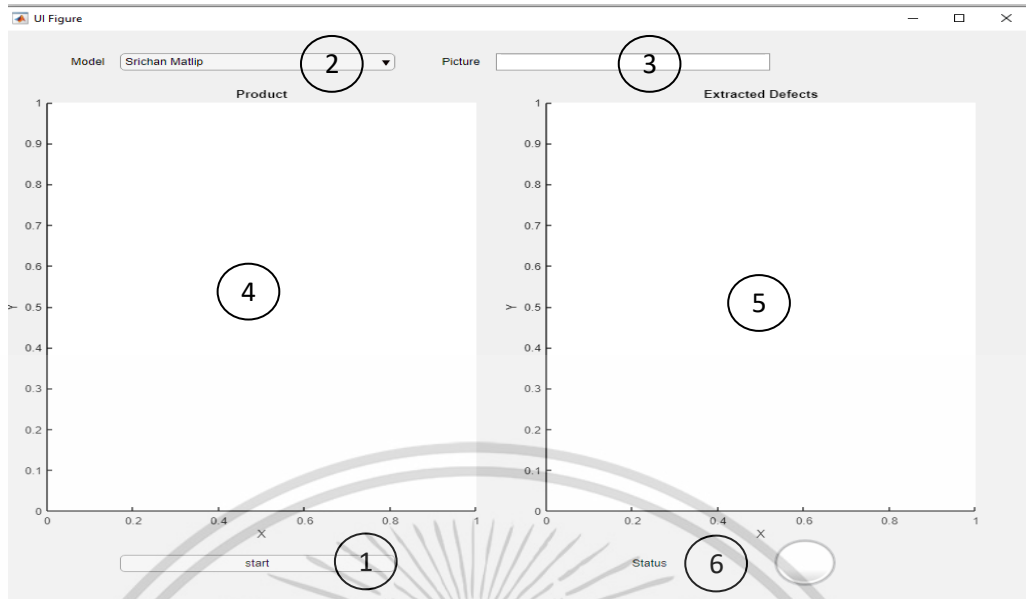 UI Figure
Model Srichan Matlip 2 Picture 3
Product Extracted Defects
1 1
0.9 0.9
0.8 0.8
0.7 0.7
0.6 0.6
4 5
Y 0.5 Y 0.5
0.4 0.4
0.3 0.3
0.2 0.2
0.1 0.1
0 0
0 0.2 0.4 0.6 0.8 1 0 0.2 0.4 0.6 0.8 1
X X
start 1 Status 6